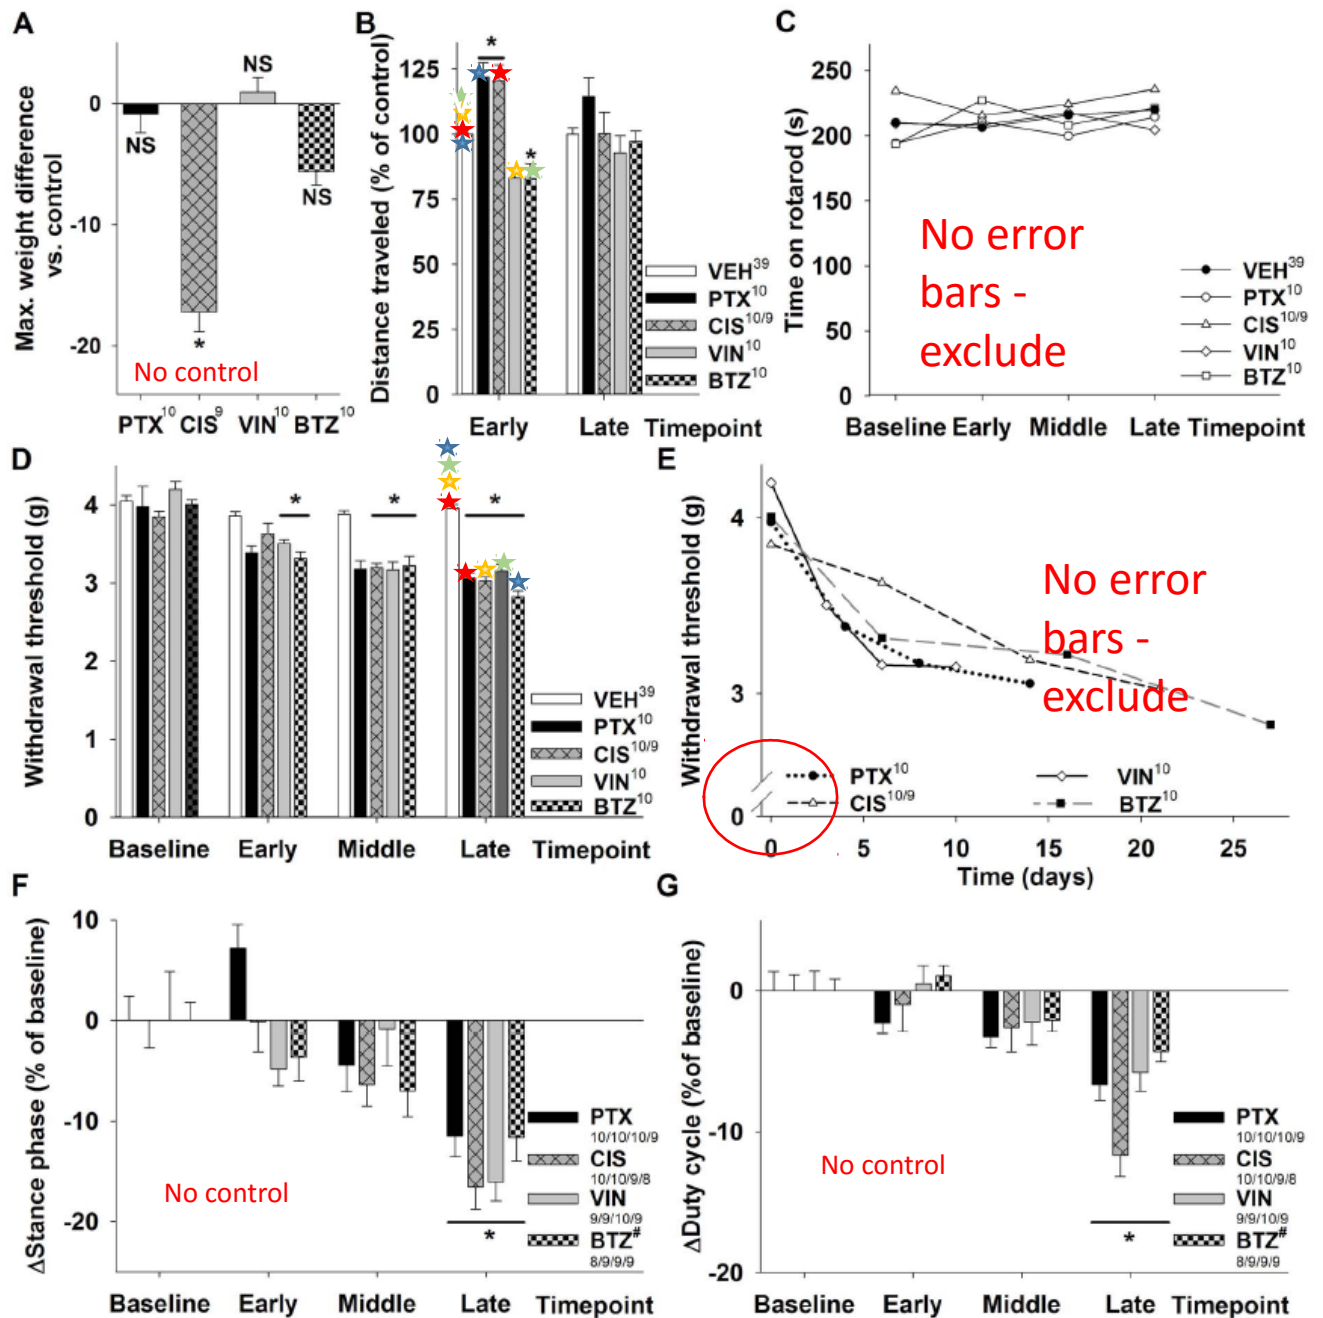 A
Max. weight difference
vs. control
0
-10
-20
NS
NS
NS
*
No control
PTX10 CIS9 VIN10 BTZ10
B
Distance traveled (% of control)
125
100
75
50
25
0
*
*
VEH39
PTX10
CIS10/9
VIN10
BTZ10
Early Late Timepoint
C
Time on rotarod (s)
250
200
150
100
50
0
No error
bars -
exclude
VEH39
PTX10
CIS10/9
VIN10
BTZ10
Baseline Early Middle Late Timepoint
D
Withdrawal threshold (g)
4
3
2
1
0
* * *
VEH39
PTX10
CIS10/9
VIN10
BTZ10
Baseline Early Middle Late Timepoint
E
Withdrawal threshold (g)
4
3
0
No error
bars -
exclude
PTX10 VIN10
CIS10/9 BTZ10
0 5 10 15 20 25
Time (days)
F
ΔStance phase (% of baseline)
10
0
-10
-20
No control
*
PTX
10/10/10/9
CIS
10/10/9/8
VIN
9/9/10/9
BTZ#
8/9/9/9
Baseline Early Middle Late Timepoint
G
ΔDuty cycle (%of baseline)
0
-10
-20
No control
*
PTX
10/10/10/9
CIS
10/10/9/8
VIN
9/9/10/9
BTZ#
8/9/9/9
Baseline Early Middle Late Timepoint